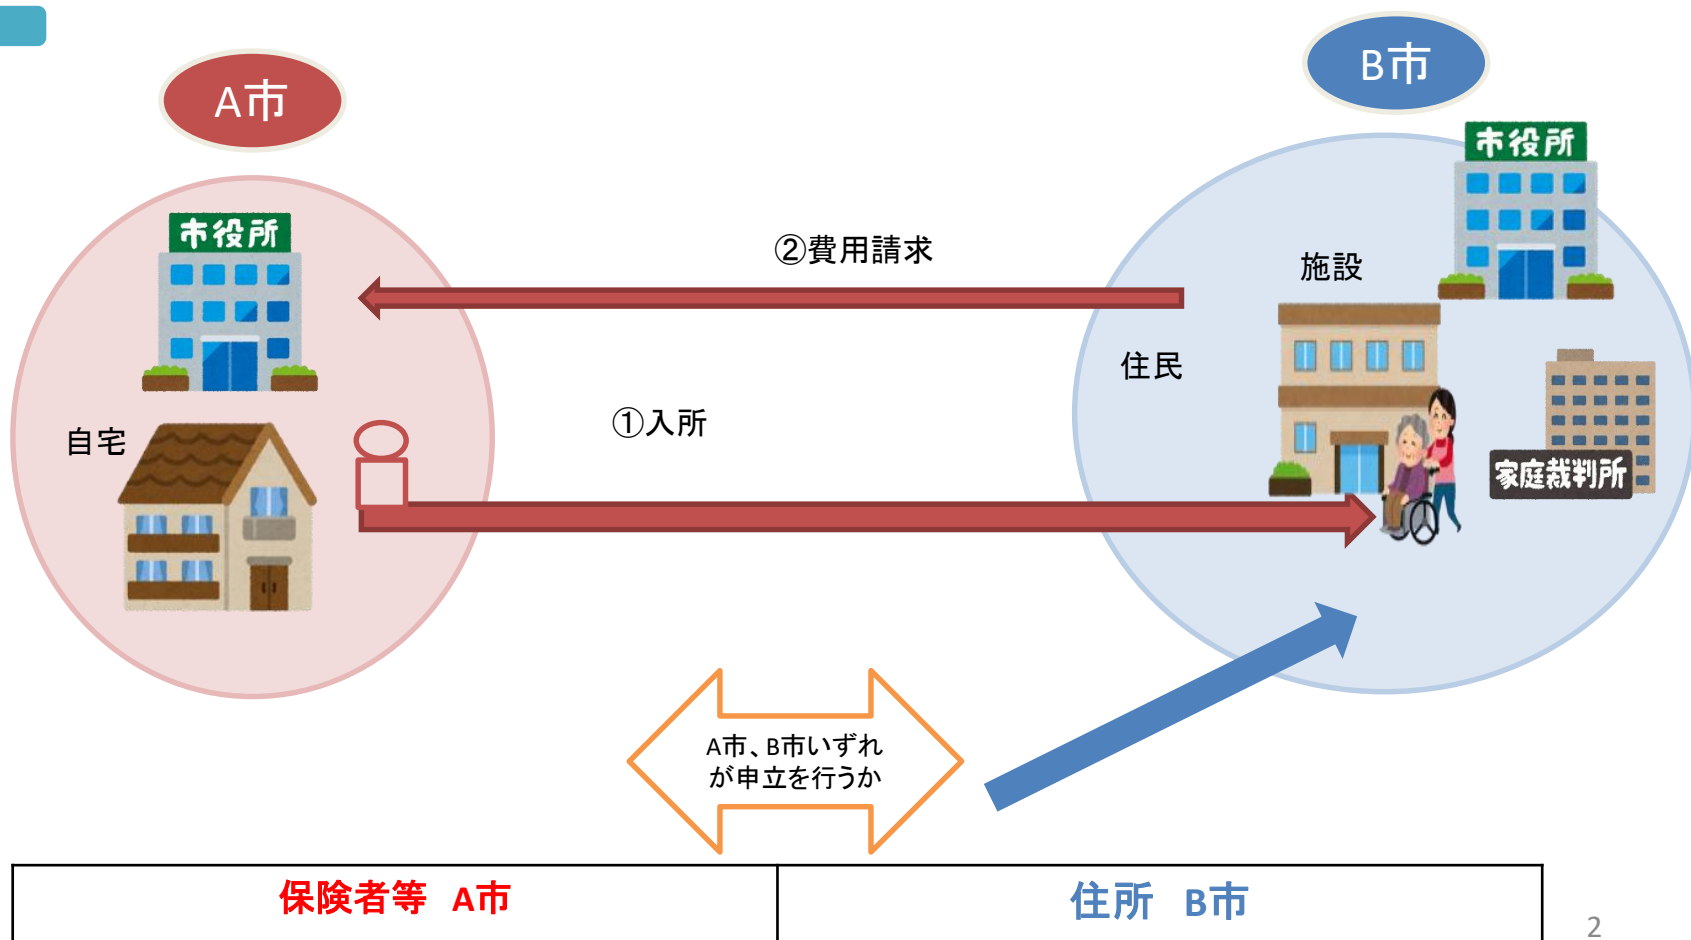 A市
B市
市役所
市役所
②費用請求
施設
住民
①入所
自宅
家庭裁判所
A市、B市いずれ
が申立を行うか
保険者等 A市
住所 B市
2